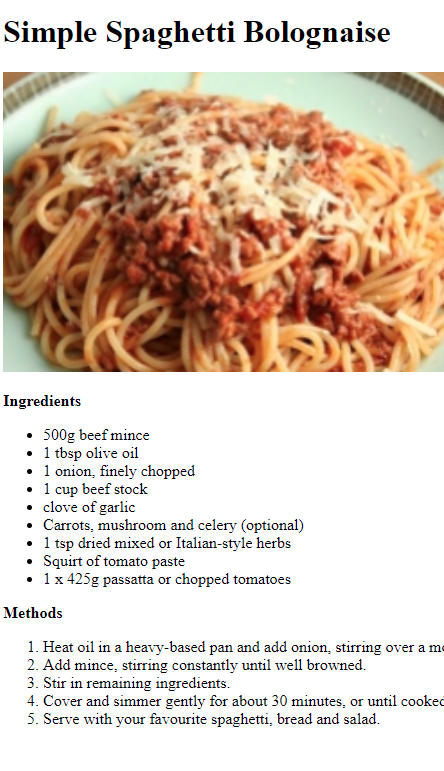 Simple Spaghetti Bolognaise
Ingredients
• 500g beef mince
• 1 tbsp olive oil
• 1 onion, finely chopped
• 1 cup beef stock
• clove of garlic
• Carrots, mushroom and celery (optional)
• 1 tsp dried mixed or Italian-style herbs
• Squirt of tomato paste
• 1 x 425g passatta or chopped tomatoes
Methods
1. Heat oil in a heavy-based pan and add onion, stirring over a
2. Add mince, stirring constantly until well browned.
3. Stir in remaining ingredients.
4. Cover and simmer gently for about 30 minutes, or until cooked
5. Serve with your favourite spaghetti, bread and salad.